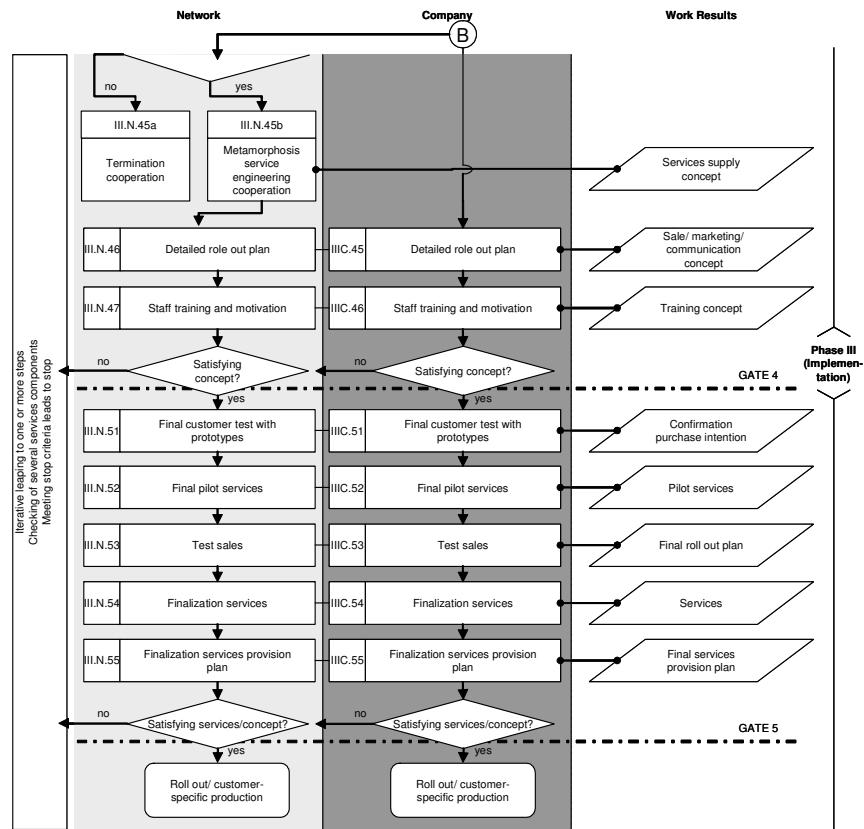 Network
Company
Work Results
B
no
yes
III.N.45a
III.N.45b
Termination
cooperation
Metamorphosis
service
engineering
cooperation
Services supply
concept
III.N.46
Detailed role out plan
IIIC.45
Detailed role out plan
Sale/ marketing/
communication
concept
III.N.47
Staff training and motivation
IIIC.46
Staff training and motivation
Training concept
no
Satisfying
concept?
no
Satisfying concept?
GATE 4
Phase III
(Implemen-
tation)
yes
yes
III.N.51
Final customer test with
prototypes
IIIC.51
Final customer test with
prototypes
Confirmation
purchase intention
III.N.52
Final pilot services
IIIC.52
Final pilot services
Pilot services
III.N.53
Test sales
IIIC.53
Test sales
Final roll out plan
III.N.54
Finalization services
IIIC.54
Finalization services
Services
III.N.55
Finalization services provision
plan
IIIC.55
Finalization services provision
plan
Final services
provision plan
no
Satisfying services/concept?
no
Satisfying services/concept?
GATE 5
yes
yes
Roll out/ customer-
specific production
Roll out/ customer-
specific production
Iterative leaping to one or more steps
Checking of several services components
Meeting stop criteria leads to stop